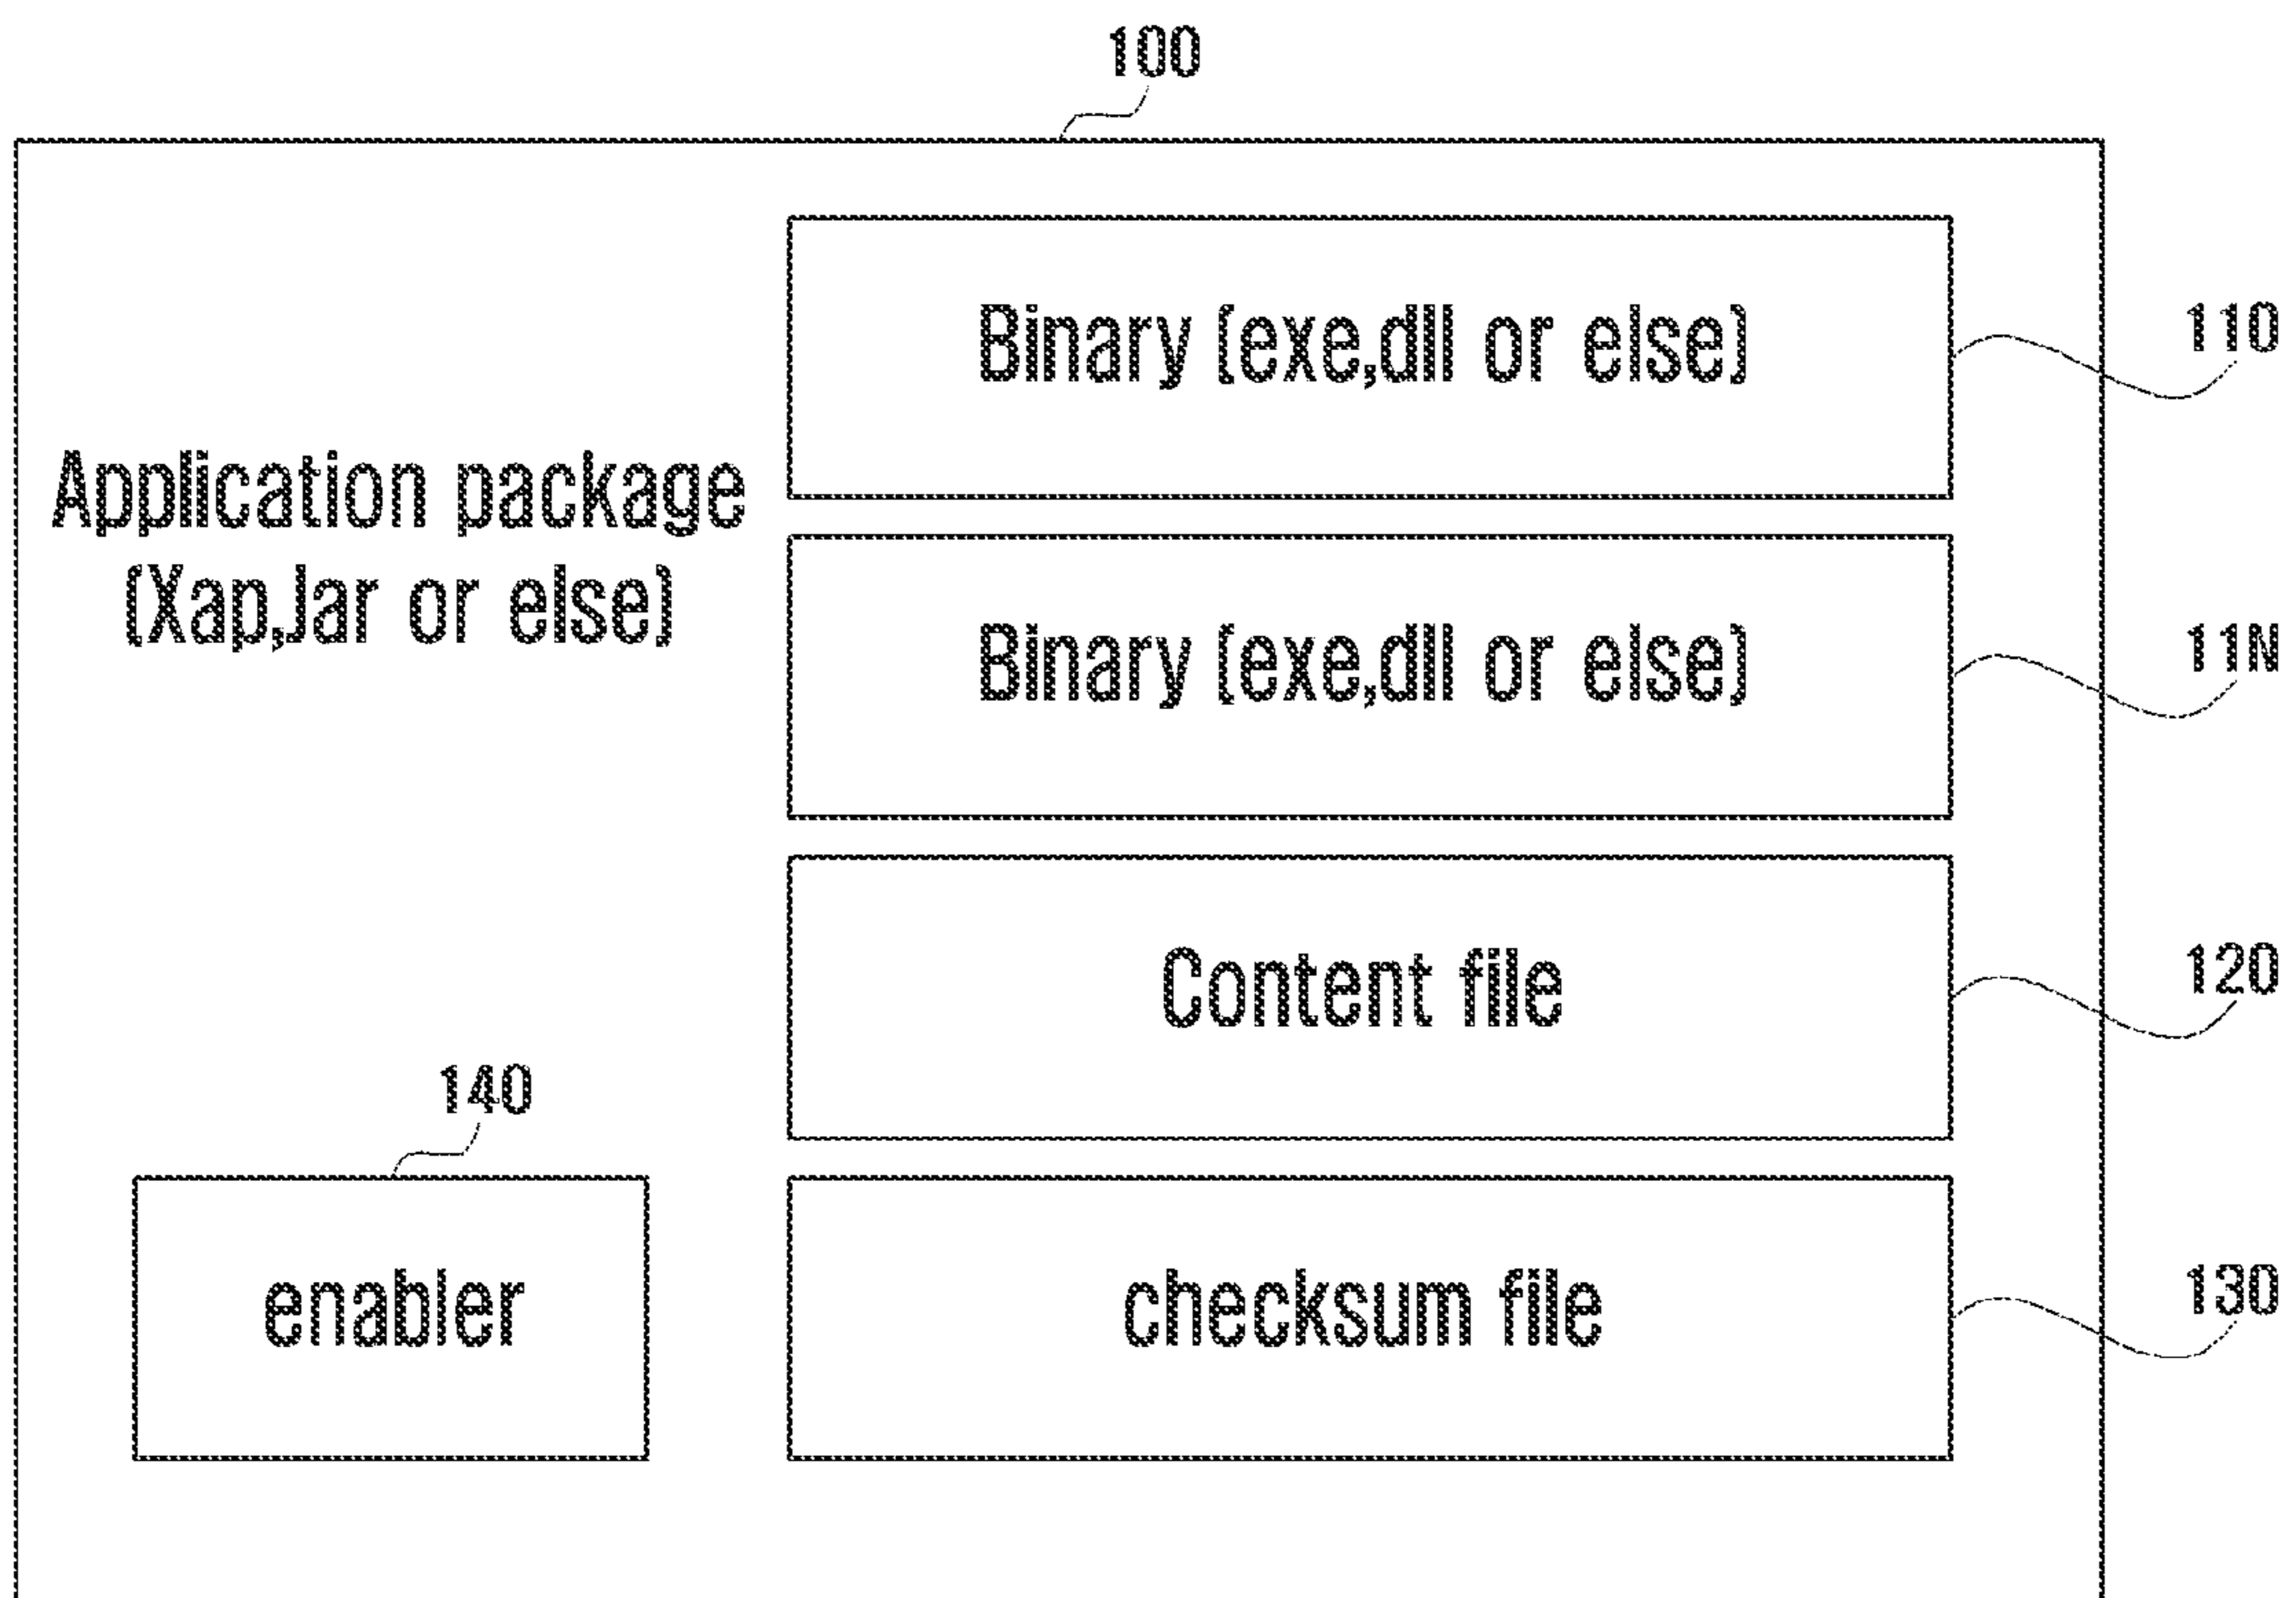 100
Binary (exe,dll or else)
110
Application package
(Xap,Jar or else)
Binary (exe,dll or else)
11N
Content file
120
140
enabler
checksum file
130